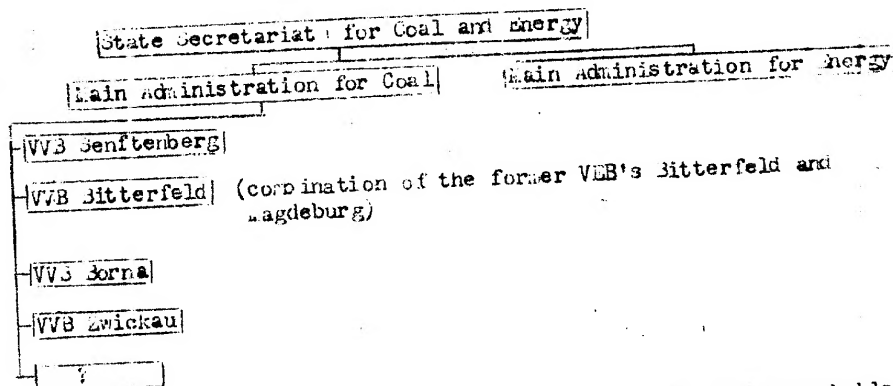 State Secretariat for Coal and Energy
Main Administration for Coal Main Administration for Energy
VVB Senftenberg
VVB Bitterfeld (combination of the former VEB's Bitterfeld and
Magdeburg)
VVB Borna
VVB Zwickau
?